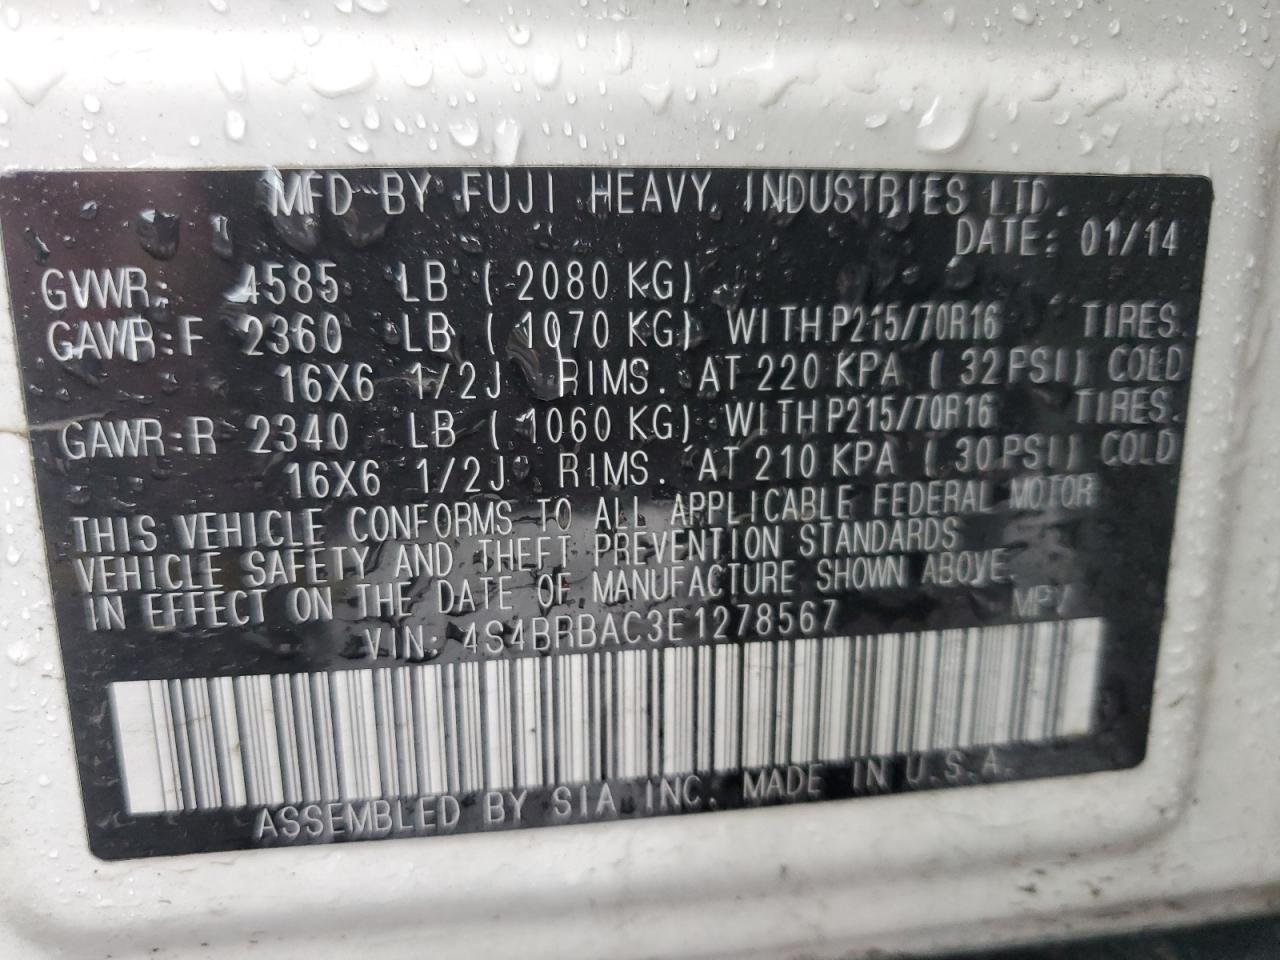 MFD BY FUJI HEAVY INDUSTRIES LTD.
DATE: 01/14
GVWR: 4585 LB ( 2080 KG)
GAWR:F 2360 LB ( 1070 KG) WITH P215/70R16 TIRES.
16X6 1/2J RIMS. AT 220 KPA ( 32 PSI) COLD
GAWR:R 2340 LB ( 1060 KG) WITH P215/70R16 TIRES.
16X6 1/2J RIMS. AT 210 KPA ( 30 PSI) COLD
THIS VEHICLE CONFORMS TO ALL APPLICABLE FEDERAL MOTOR
VEHICLE SAFETY AND THEFT PREVENTION STANDARDS
IN EFFECT ON THE DATE OF MANUFACTURE SHOWN ABOVE.
VIN: 4S4BRBAC3E1278567 MPV
ASSEMBLED BY SIA, INC. MADE IN U.S.A.